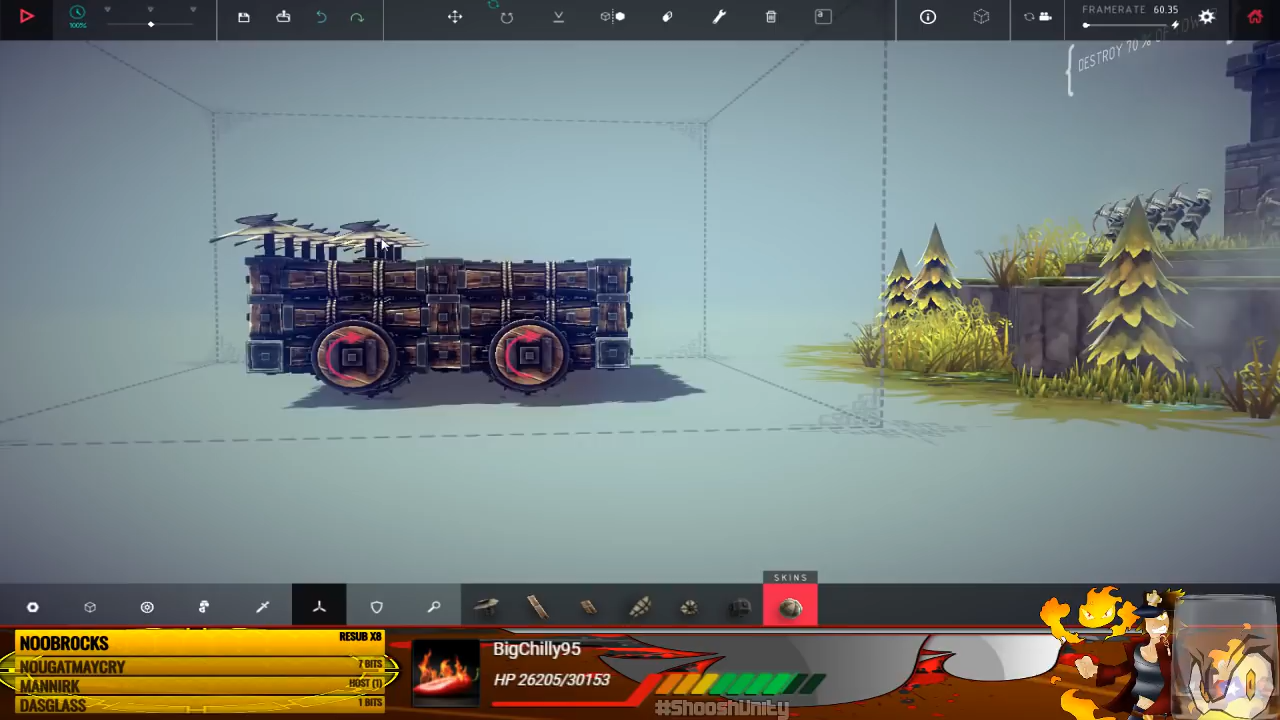 100%
FRAMERATE 60.35
DESTROY 70% OF
SKINS
NOOBROCKS
RESUB X8
NOUGATMAYCRY
7 BITS
MANNIRK
HOST (1)
DASGLASS
1 BITS
BigChilly95
HP 26205/30153
#ShooshUnity